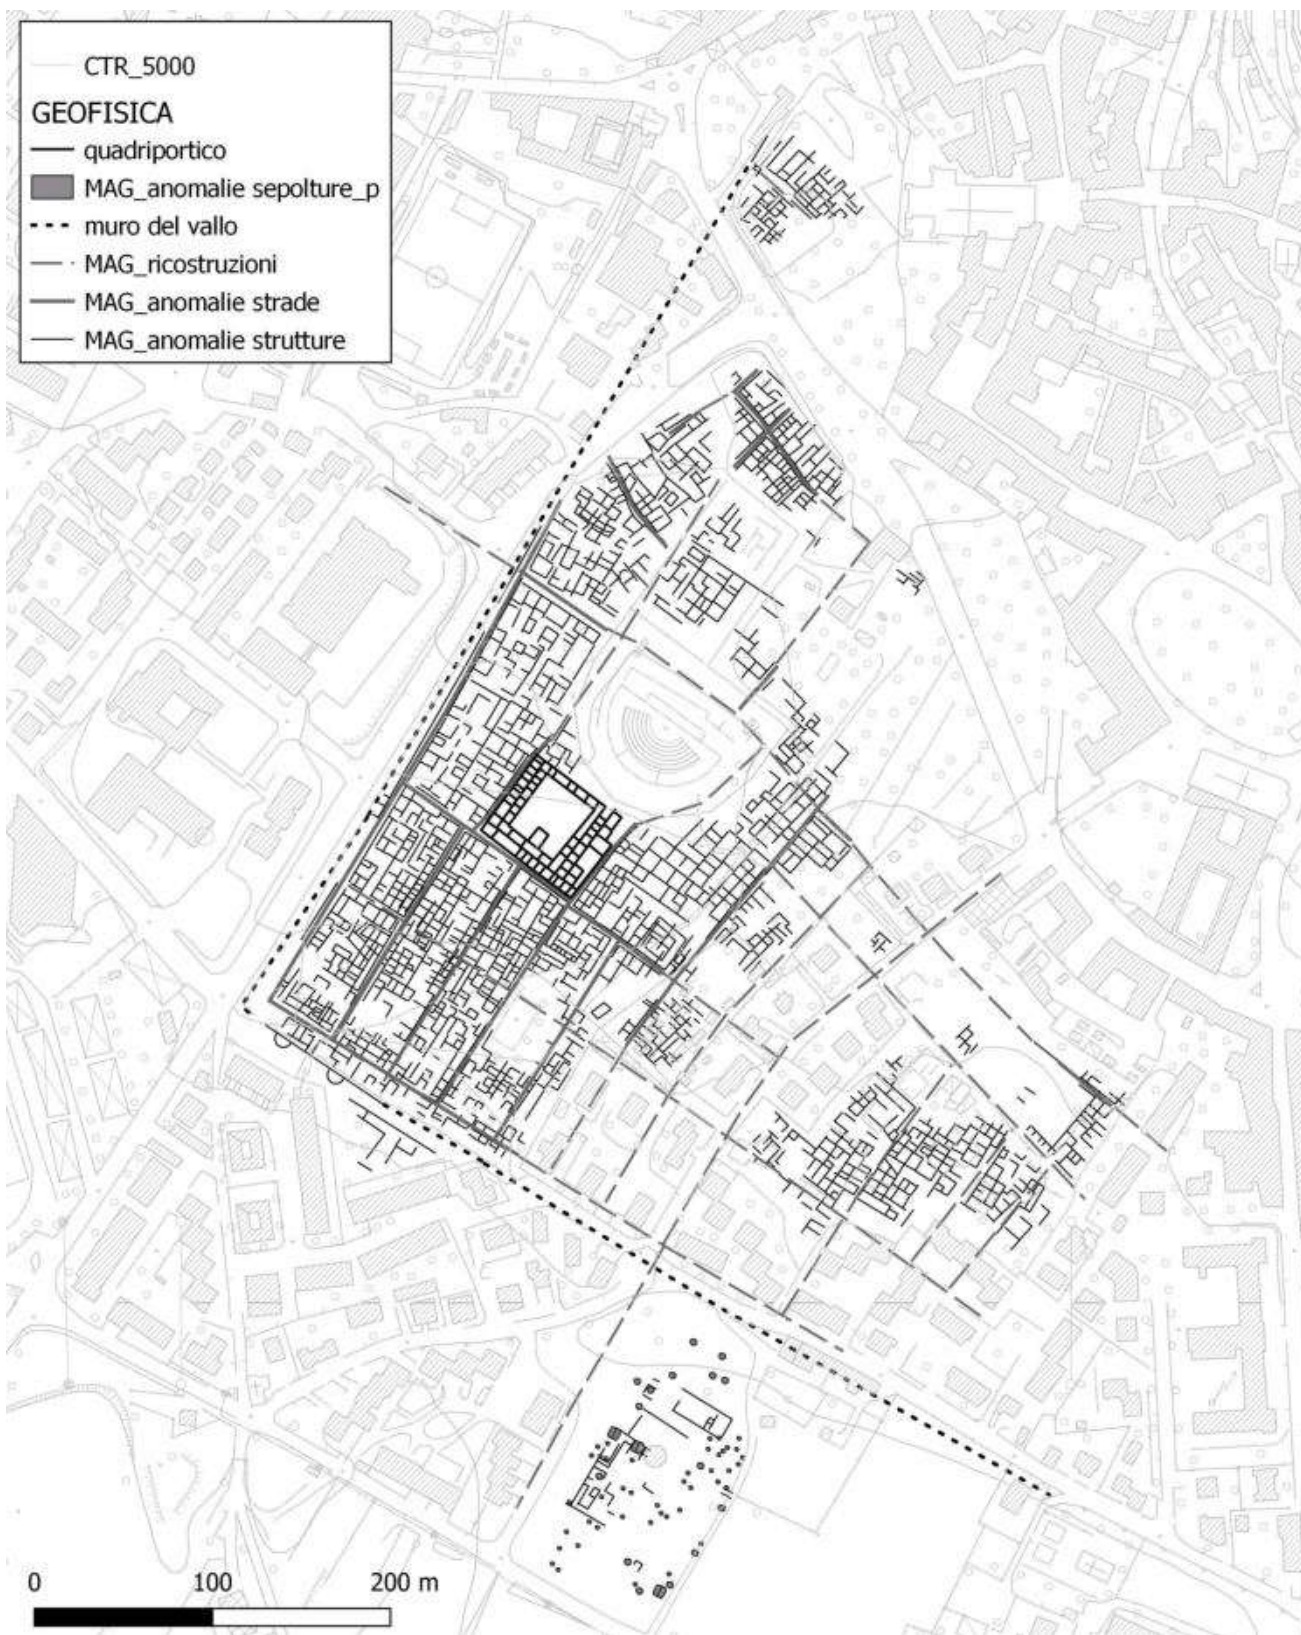 CTR_5000
GEOFISICA
quadriportico
MAG_anomalie sepolture_p
muro del vallo
MAG_ricostruzioni
MAG_anomalie strade
MAG_anomalie strutture
0 100 200 m